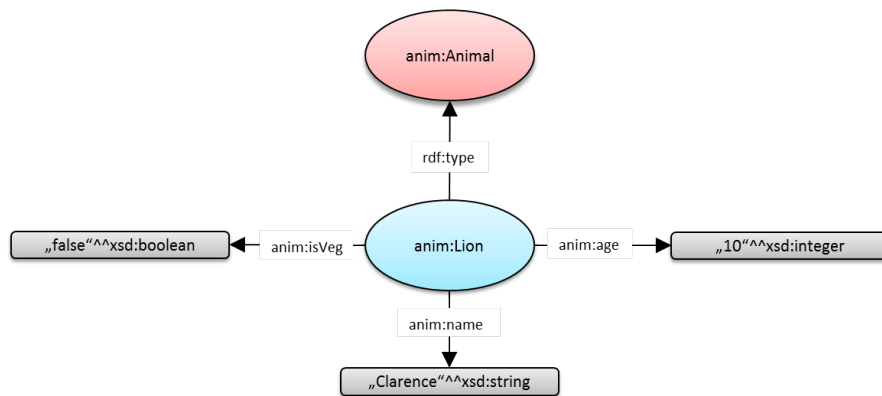 anim:Animal
rdf:type
„false“^^xsd:boolean
anim:isVeg
anim:Lion
anim:age
„10“^^xsd:integer
anim:name
„Clarence“^^xsd:string